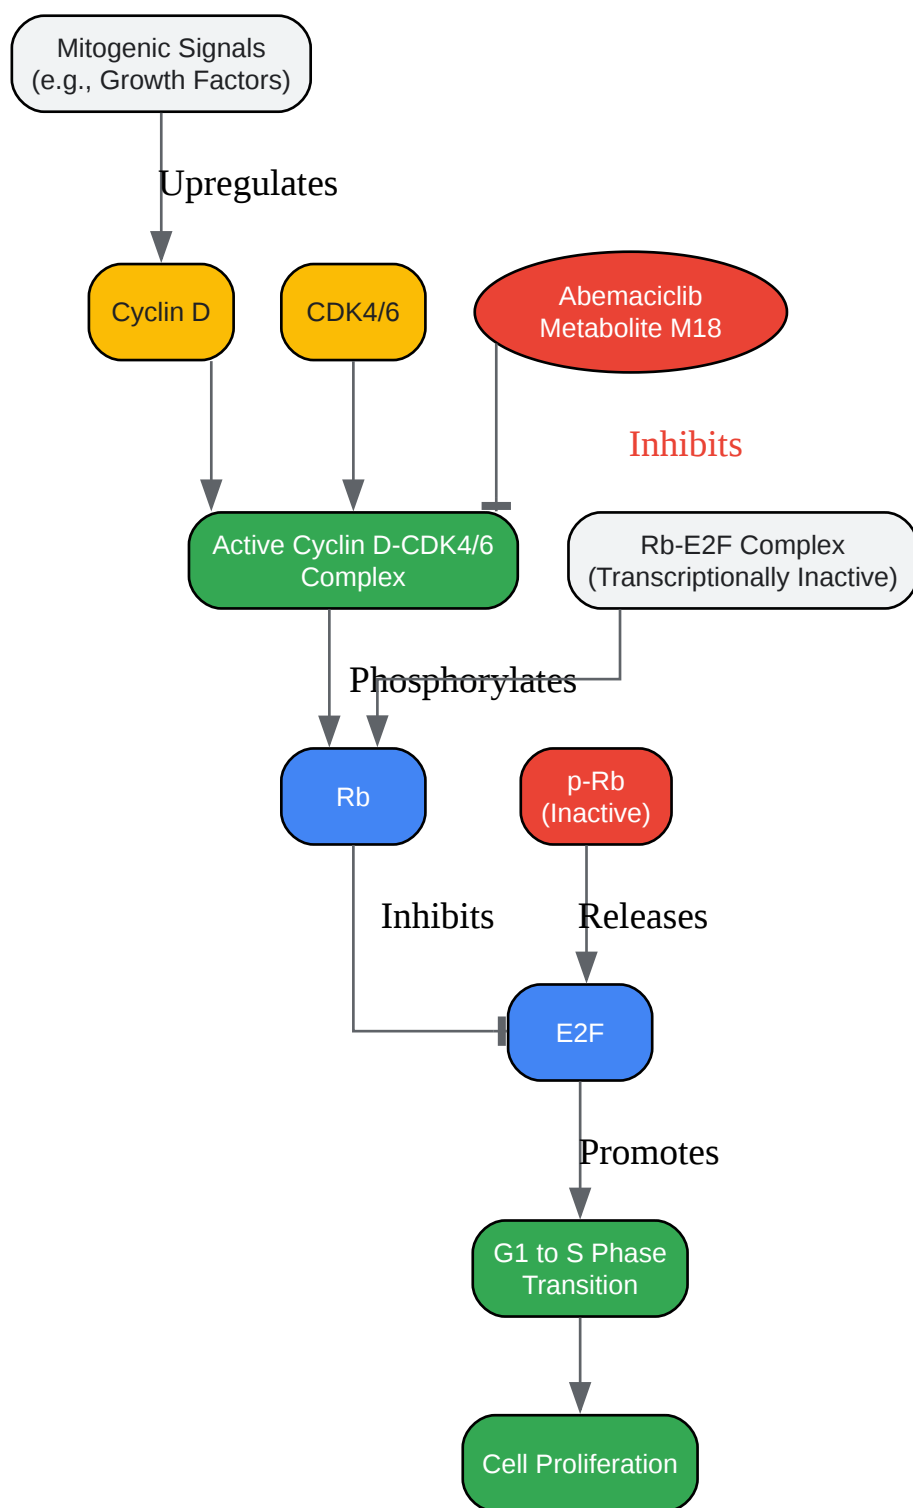 Mitogenic Signals
(e.g., Growth Factors)
Upregulates
Cyclin D
CDK4/6
Abemaciclib
Metabolite M18
Inhibits
Active Cyclin D-CDK4/6
Complex
Rb-E2F Complex
(Transcriptionally Inactive)
Phosphorylates
Rb
p-Rb
(Inactive)
Inhibits
Releases
E2F
Promotes
G1 to S Phase
Transition
Cell Proliferation